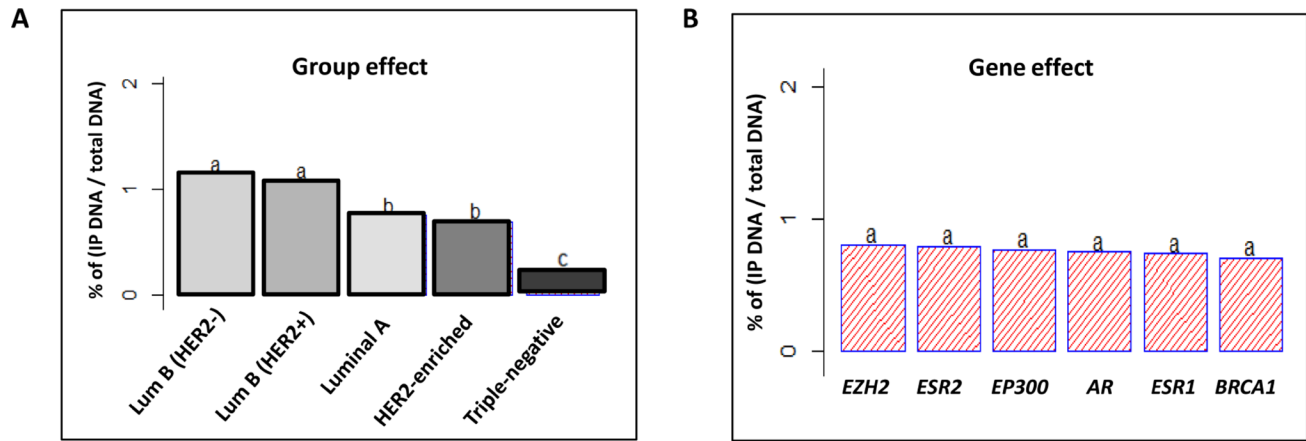 A
Group effect
% of (IP DNA / total DNA)
2
1
0
a
a
b
b
c
Lum B (HER2-)
Lum B (HER2+)
Luminal A
HER2-enriched
Triple-negative
B
Gene effect
% of (IP DNA / total DNA)
2
1
0
a
a
a
a
a
a
EZH2
ESR2
EP300
AR
ESR1
BRCA1